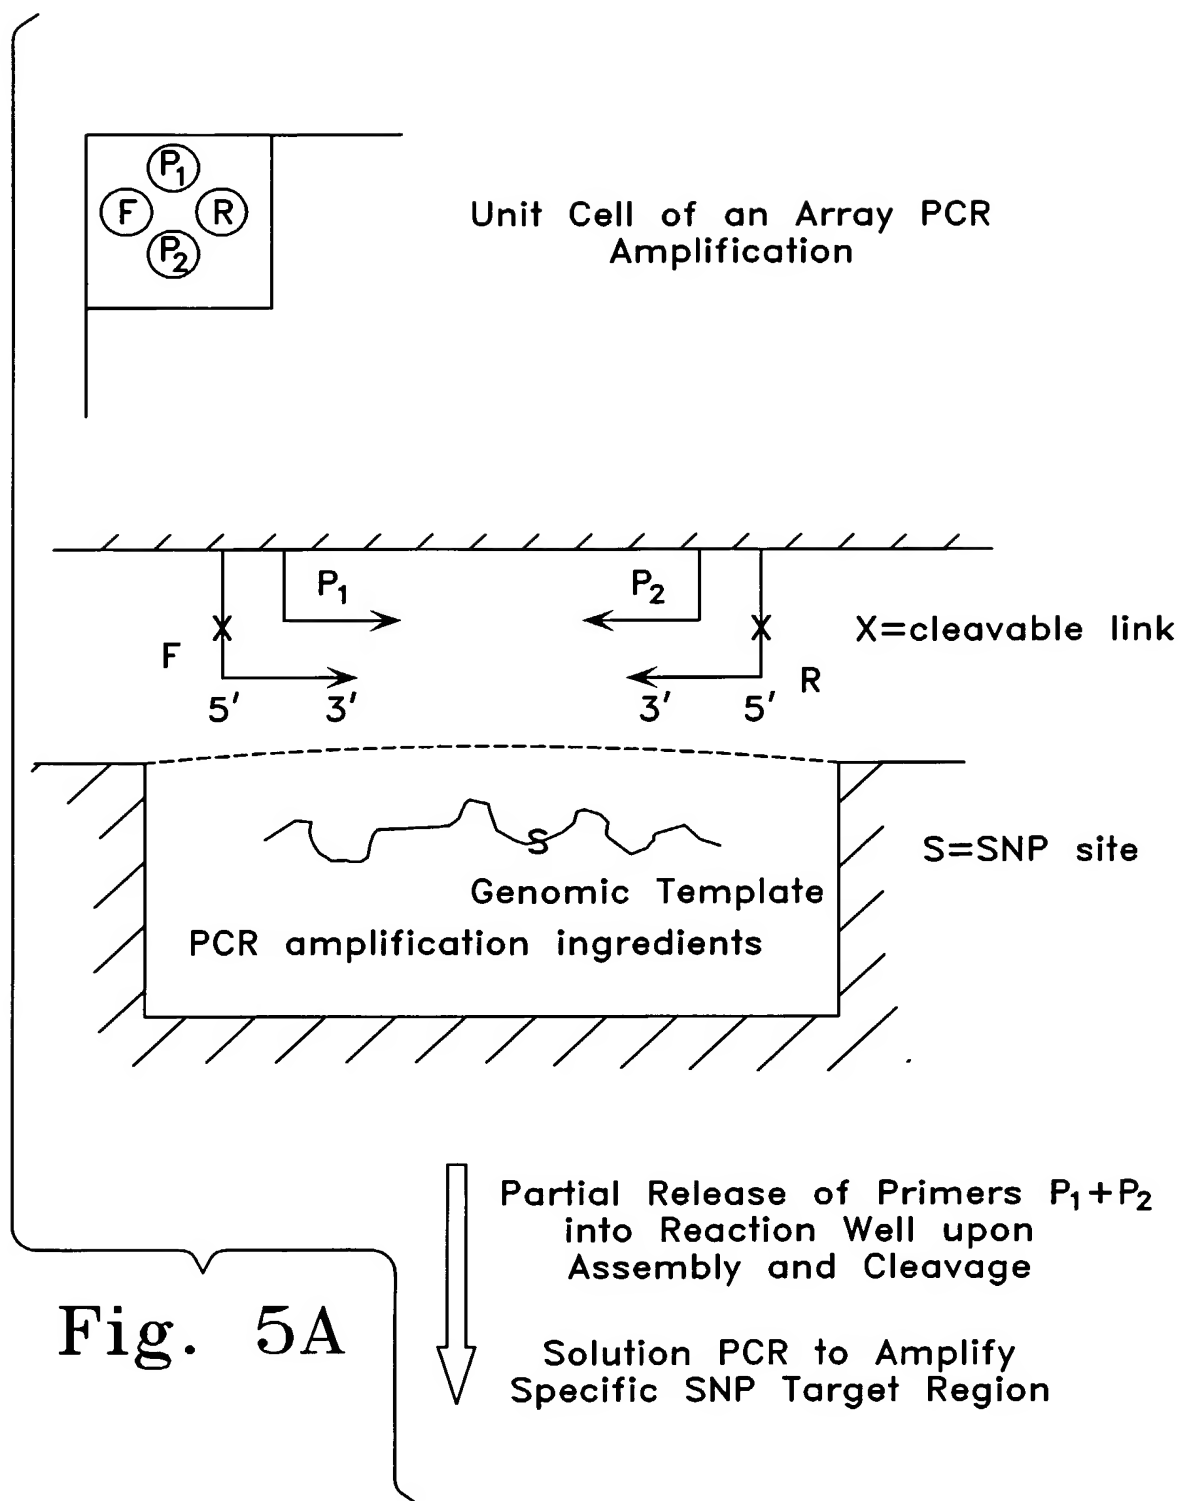 P₁
F R
P₂
Unit Cell of an Array PCR
Amplification
P₁ P₂
X X
X=cleavable link
F R
5' 3' 3' 5'
S
S=SNP site
Genomic Template
PCR amplification ingredients
Partial Release of Primers P₁+P₂
into Reaction Well upon
Assembly and Cleavage
Solution PCR to Amplify
Specific SNP Target Region
Fig. 5A